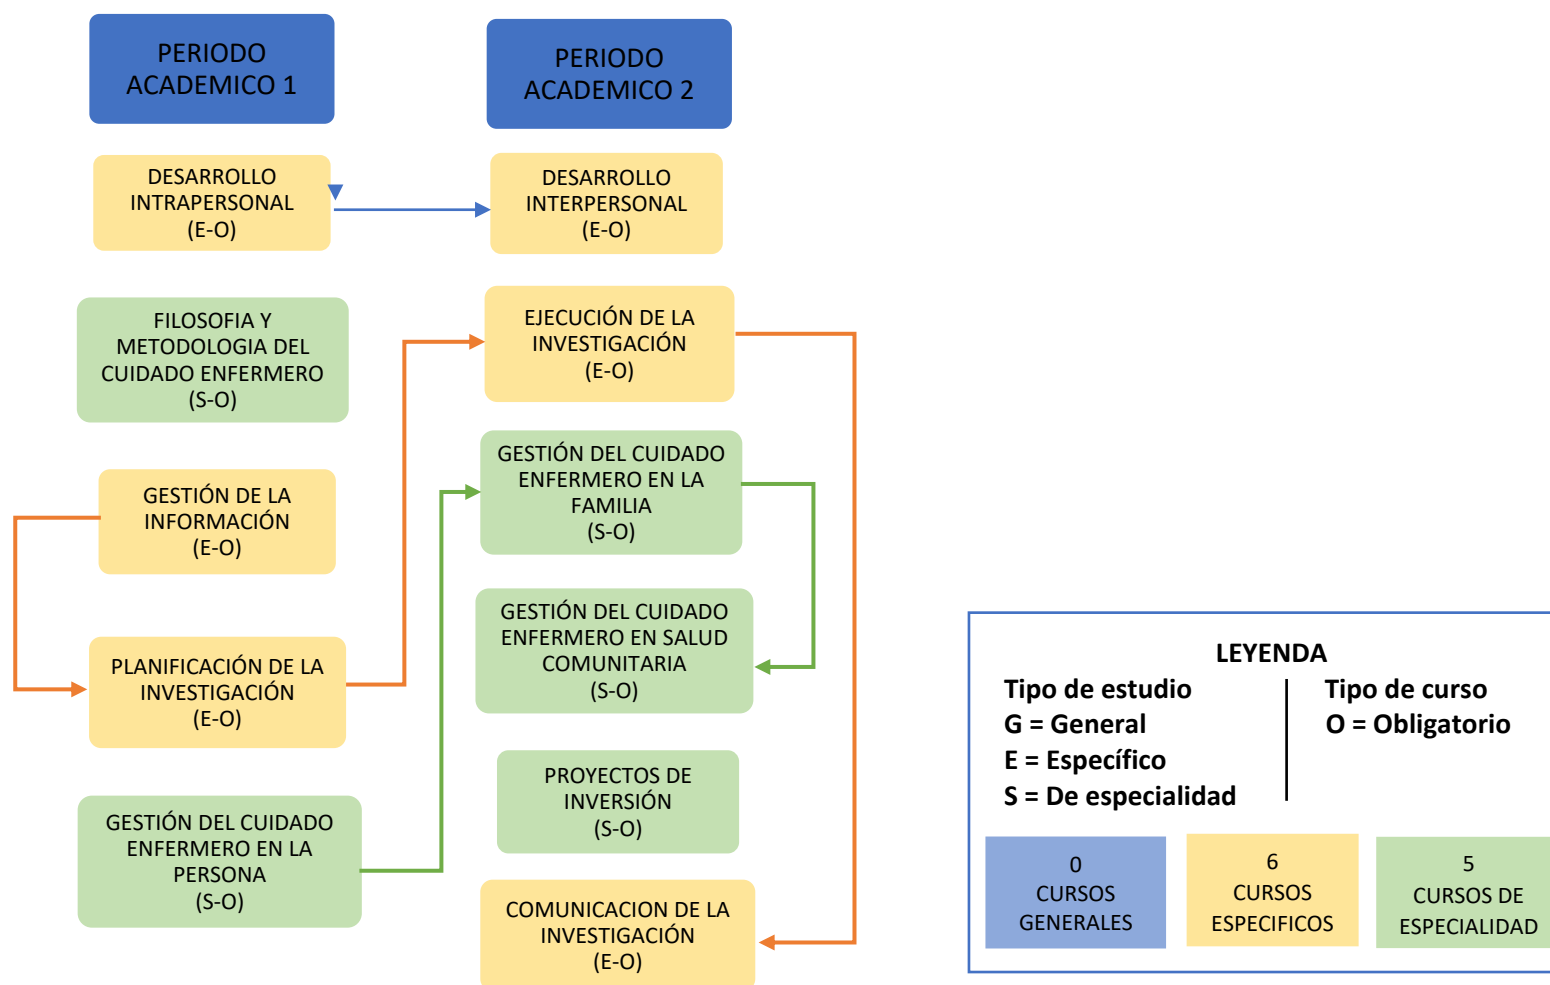 PERIODO
ACADEMICO 1
DESARROLLO
INTRAPERSONAL
(E-O)
FILOSOFIA Y
METODOLOGIA DEL
CUIDADO ENFERMERO
(S-O)
GESTIÓN DE LA
INFORMACIÓN
(E-O)
PLANIFICACIÓN DE LA
INVESTIGACIÓN
(E-O)
GESTIÓN DEL CUIDADO
ENFERMERO EN LA
PERSONA
(S-O)
PERIODO
ACADEMICO 2
DESARROLLO
INTERPERSONAL
(E-O)
EJECUCIÓN DE LA
INVESTIGACIÓN
(E-O)
GESTIÓN DEL CUIDADO
ENFERMERO EN LA
FAMILIA
(S-O)
GESTIÓN DEL CUIDADO
ENFERMERO EN SALUD
COMUNITARIA
(S-O)
PROYECTOS DE
INVERSIÓN
(S-O)
COMUNICACION DE LA
INVESTIGACIÓN
(E-O)
LEYENDA
Tipo de estudio
G = General
E = Específico
S = De especialidad
Tipo de curso
O = Obligatorio
0
CURSOS
GENERALES
6
CURSOS
ESPECIFICOS
5
CURSOS DE
ESPECIALIDAD